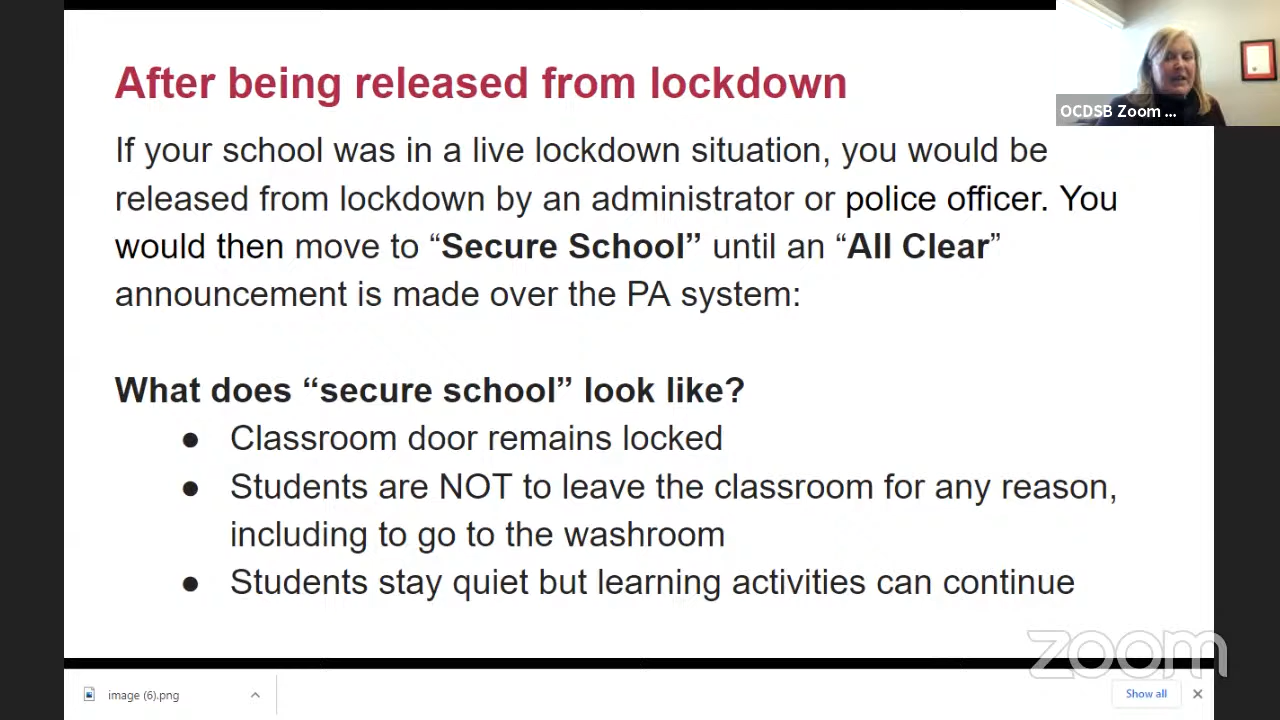 After being released from lockdown
OCDSB Zoom ...
If your school was in a live lockdown situation, you would be
released from lockdown by an administrator or police officer. You
would then move to “Secure School” until an “All Clear”
announcement is made over the PA system:
What does “secure school” look like?
● Classroom door remains locked
● Students are NOT to leave the classroom for any reason,
including to go to the washroom
● Students stay quiet but learning activities can continue
zoom
image (6).png
Show all